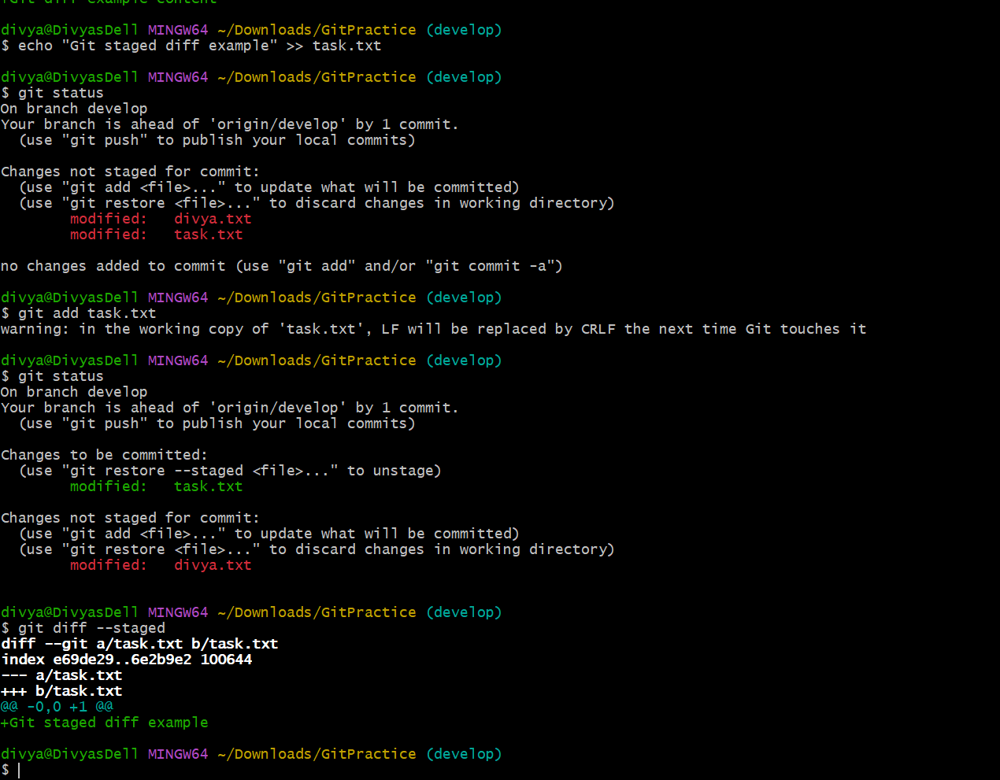 +Git diff example content
divya@DivyasDell MINGW64 ~/Downloads/GitPractice (develop)
$ echo "Git staged diff example" >> task.txt
divya@DivyasDell MINGW64 ~/Downloads/GitPractice (develop)
$ git status
On branch develop
Your branch is ahead of 'origin/develop' by 1 commit.
  (use "git push" to publish your local commits)
Changes not staged for commit:
  (use "git add <file>..." to update what will be committed)
  (use "git restore <file>..." to discard changes in working directory)
        modified:   divya.txt
        modified:   task.txt
no changes added to commit (use "git add" and/or "git commit -a")
divya@DivyasDell MINGW64 ~/Downloads/GitPractice (develop)
$ git add task.txt
warning: in the working copy of 'task.txt', LF will be replaced by CRLF the next time Git touches it
divya@DivyasDell MINGW64 ~/Downloads/GitPractice (develop)
$ git status
On branch develop
Your branch is ahead of 'origin/develop' by 1 commit.
  (use "git push" to publish your local commits)
Changes to be committed:
  (use "git restore --staged <file>..." to unstage)
        modified:   task.txt
Changes not staged for commit:
  (use "git add <file>..." to update what will be committed)
  (use "git restore <file>..." to discard changes in working directory)
        modified:   divya.txt
divya@DivyasDell MINGW64 ~/Downloads/GitPractice (develop)
$ git diff --staged
diff --git a/task.txt b/task.txt
index e69de29..6e2b9e2 100644
--- a/task.txt
+++ b/task.txt
@@ -0,0 +1 @@
+Git staged diff example
divya@DivyasDell MINGW64 ~/Downloads/GitPractice (develop)
$